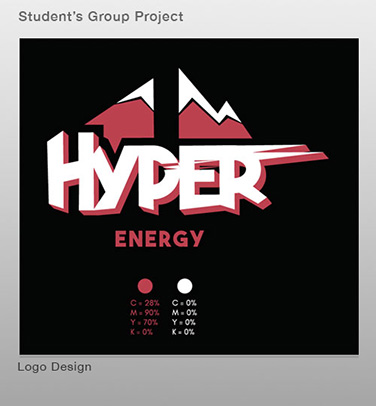 Student's Group Project
HYPER
ENERGY
C = 28% C = 0%
M = 90% M = 0%
Y = 70% Y = 0%
K = 0% K = 0%
Logo Design